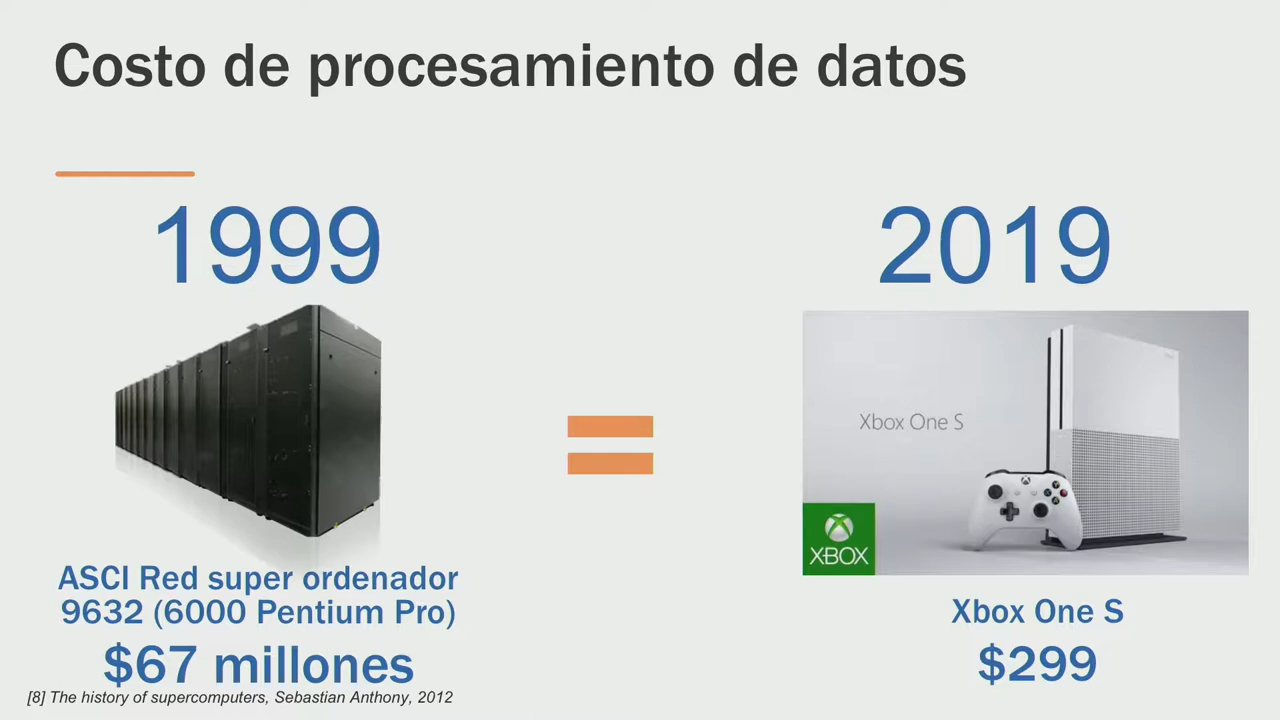 Costo de procesamiento de datos
1999
2019
Xbox One S
XBOX
ASCI Red super ordenador
9632 (6000 Pentium Pro)
$67 millones
Xbox One S
$299
[8] The history of supercomputers, Sebastian Anthony, 2012